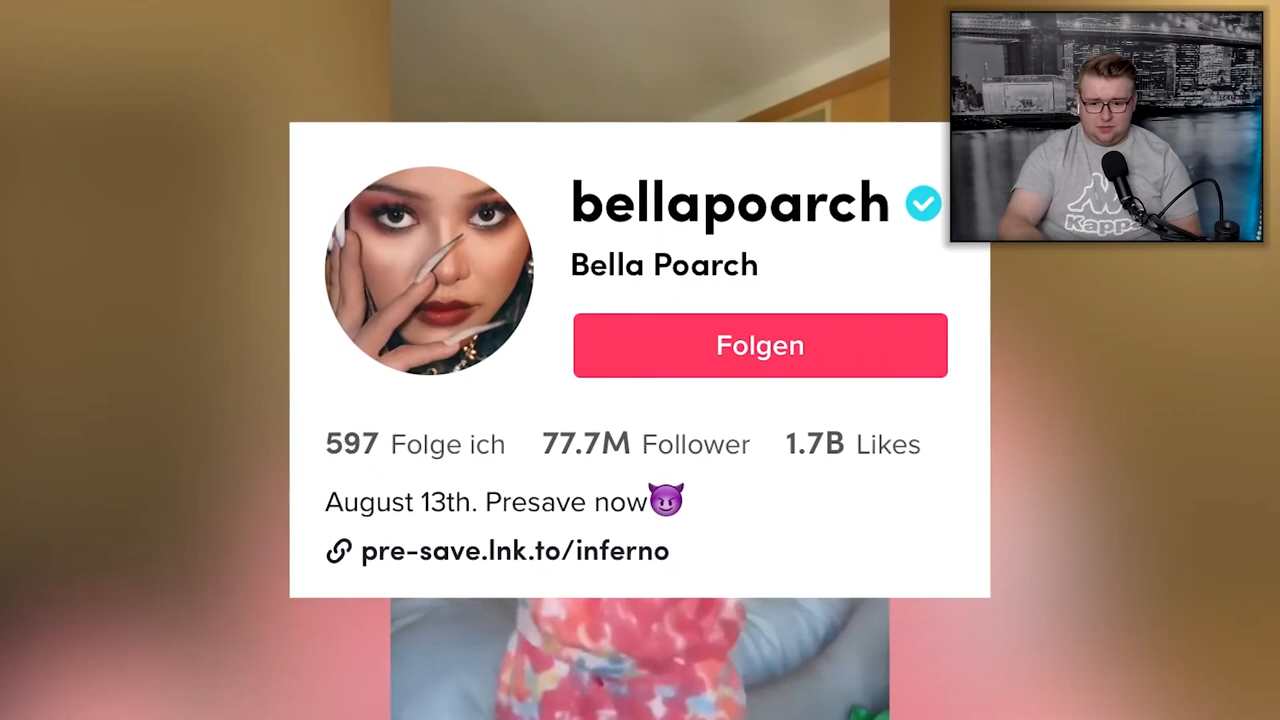 bellapoarch
Bella Poarch
Folgen
597 Folge ich 77.7M Follower 1.7B Likes
August 13th. Presave now😈
pre-save.lnk.to/inferno
Kappa